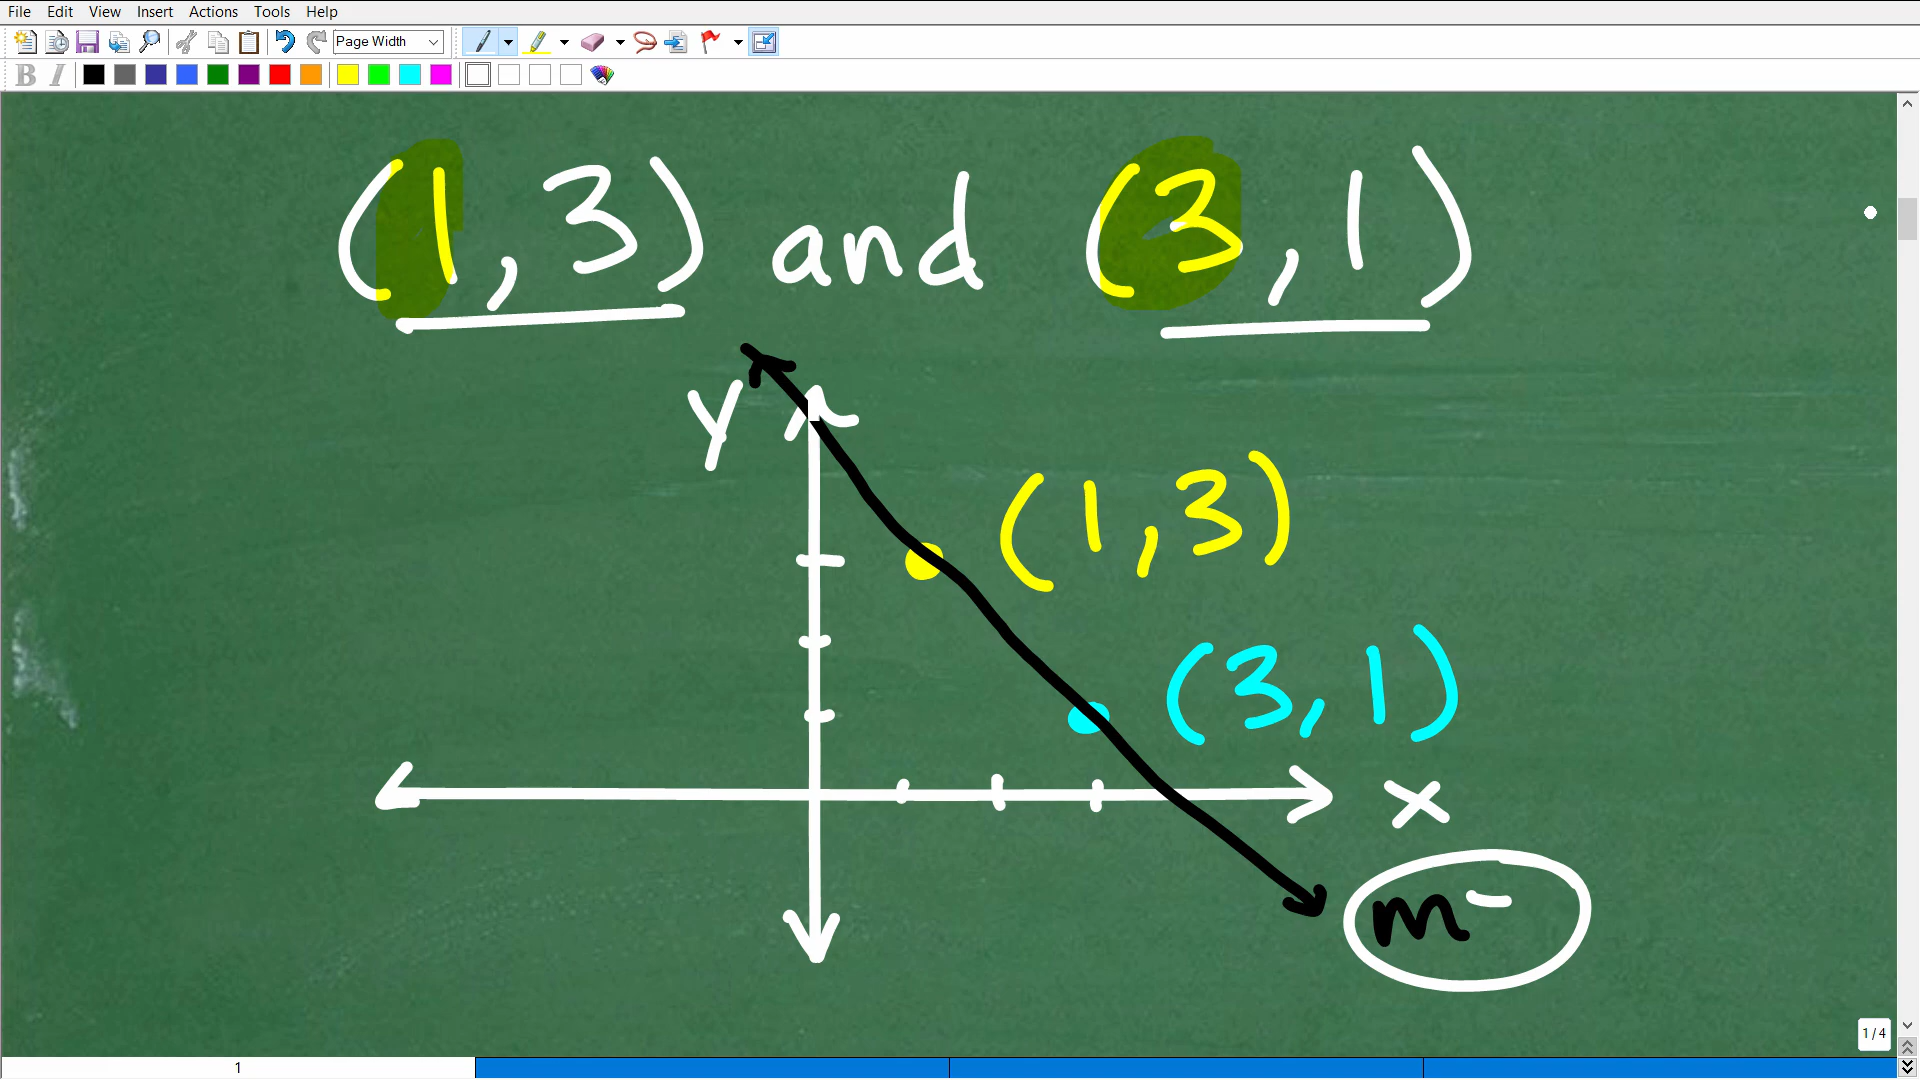 File Edit View Insert Actions Tools Help
Page Width
B I
(1,3) and (3,1)
y
(1,3)
(3,1)
x
m -
1 / 4
1